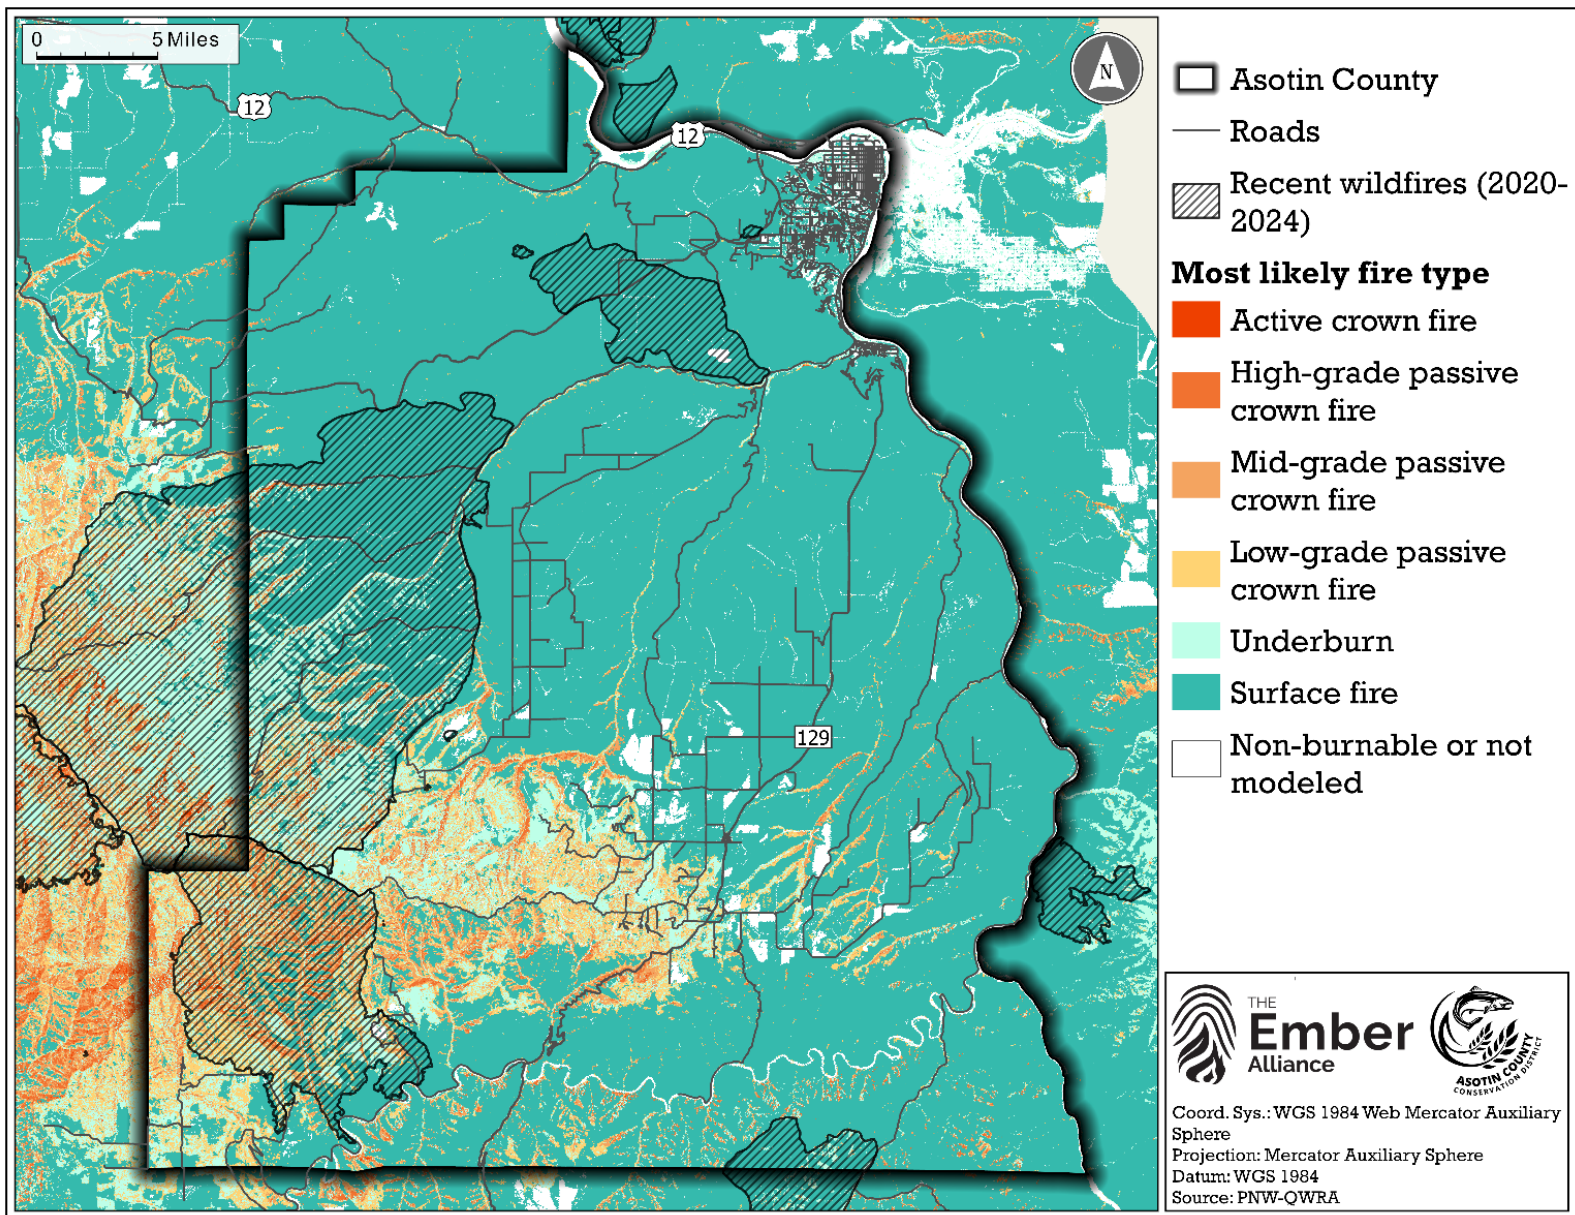 0 5 Miles
N
12
12
129
Asotin County
Roads
Recent wildfires (2020-
2024)
Most likely fire type
Active crown fire
High-grade passive
crown fire
Mid-grade passive
crown fire
Low-grade passive
crown fire
Underburn
Surface fire
Non-burnable or not
modeled
THE
Ember
Alliance
ASOTIN COUNTY
CONSERVATION DISTRICT
Coord. Sys.: WGS 1984 Web Mercator Auxiliary
Sphere
Projection: Mercator Auxiliary Sphere
Datum: WGS 1984
Source: PNW-QWRA